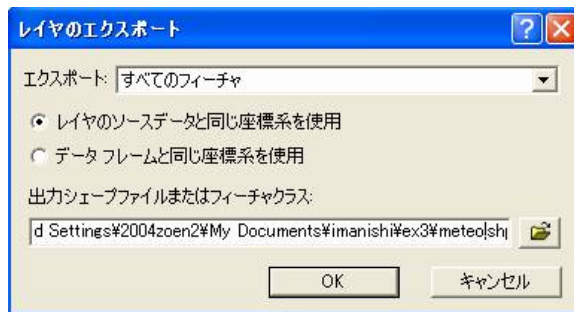 レイヤのエクスポート
エクスポート: すべてのフィーチャ
レイヤのソースデータと同じ座標系を使用
データ フレームと同じ座標系を使用
出力シェープファイルまたはフィーチャクラス:
d Settings¥2004zoen2¥My Documents¥imanishi¥ex3¥meteo.shp
OK
キャンセル